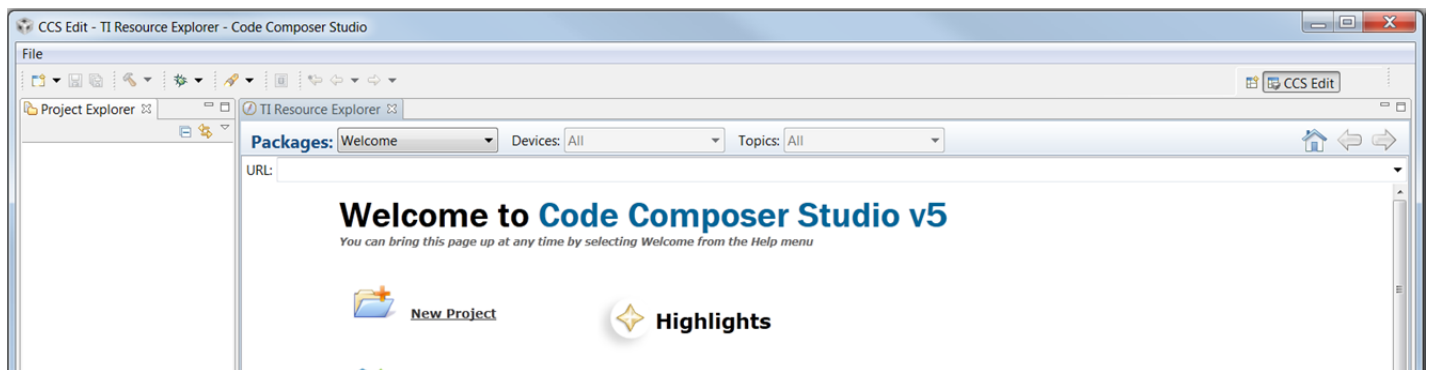 CCS Edit - TI Resource Explorer - Code Composer Studio
File
CCS Edit
Project Explorer
TI Resource Explorer
Packages: Welcome Devices: All Topics: All
URL:
Welcome to Code Composer Studio v5
You can bring this page up at any time by selecting Welcome from the Help menu
New Project
Highlights